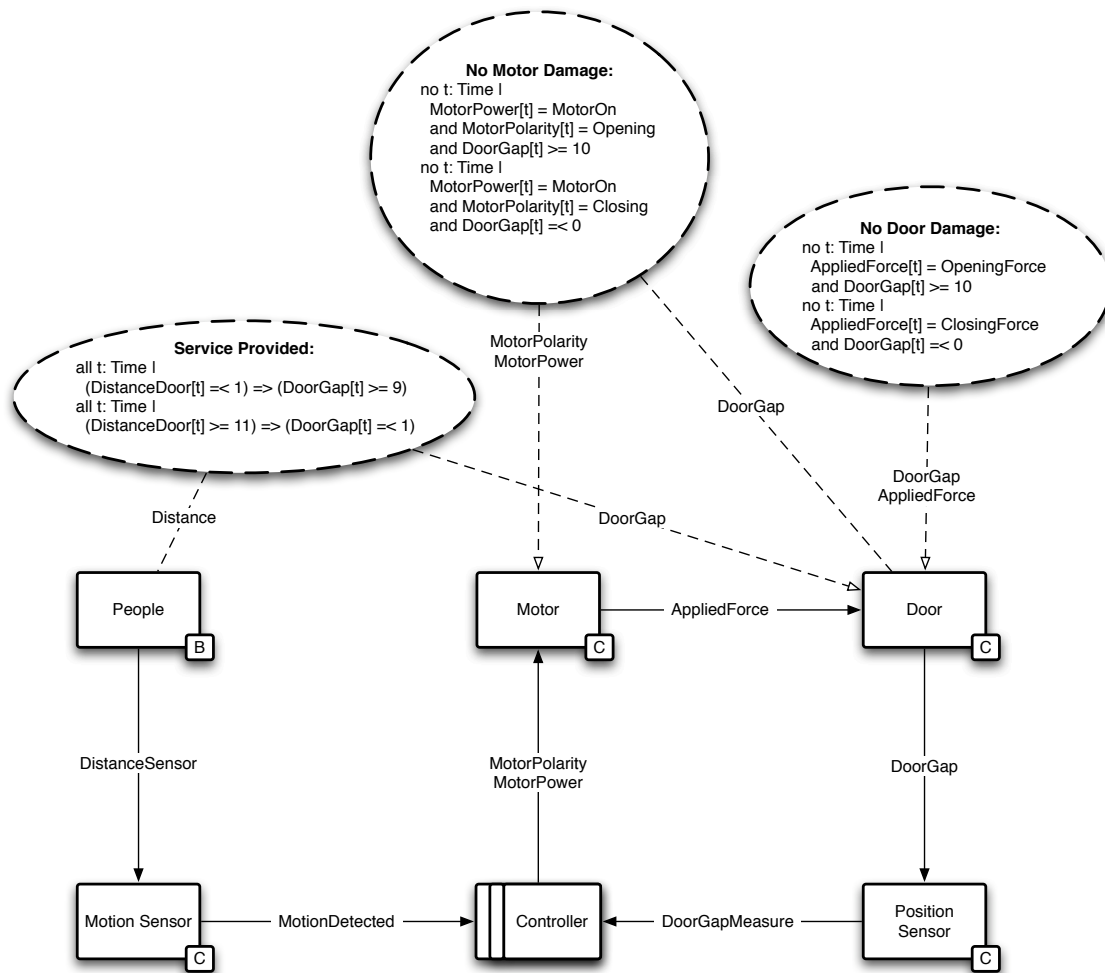 No Motor Damage:
no t: Time |
MotorPower[t] = MotorOn
and MotorPolarity[t] = Opening
and DoorGap[t] >= 10
no t: Time |
MotorPower[t] = MotorOn
and MotorPolarity[t] = Closing
and DoorGap[t] =< 0
No Door Damage:
no t: Time |
AppliedForce[t] = OpeningForce
and DoorGap[t] >= 10
no t: Time |
AppliedForce[t] = ClosingForce
and DoorGap[t] =< 0
Service Provided:
all t: Time |
(DistanceDoor[t] =< 1) => (DoorGap[t] >= 9)
all t: Time |
(DistanceDoor[t] >= 11) => (DoorGap[t] =< 1)
MotorPolarity
MotorPower
DoorGap
DoorGap
AppliedForce
Distance
DoorGap
People
B
Motor
C
AppliedForce
Door
C
DistanceSensor
MotorPolarity
MotorPower
DoorGap
Motion Sensor
C
MotionDetected
Controller
DoorGapMeasure
Position
Sensor
C